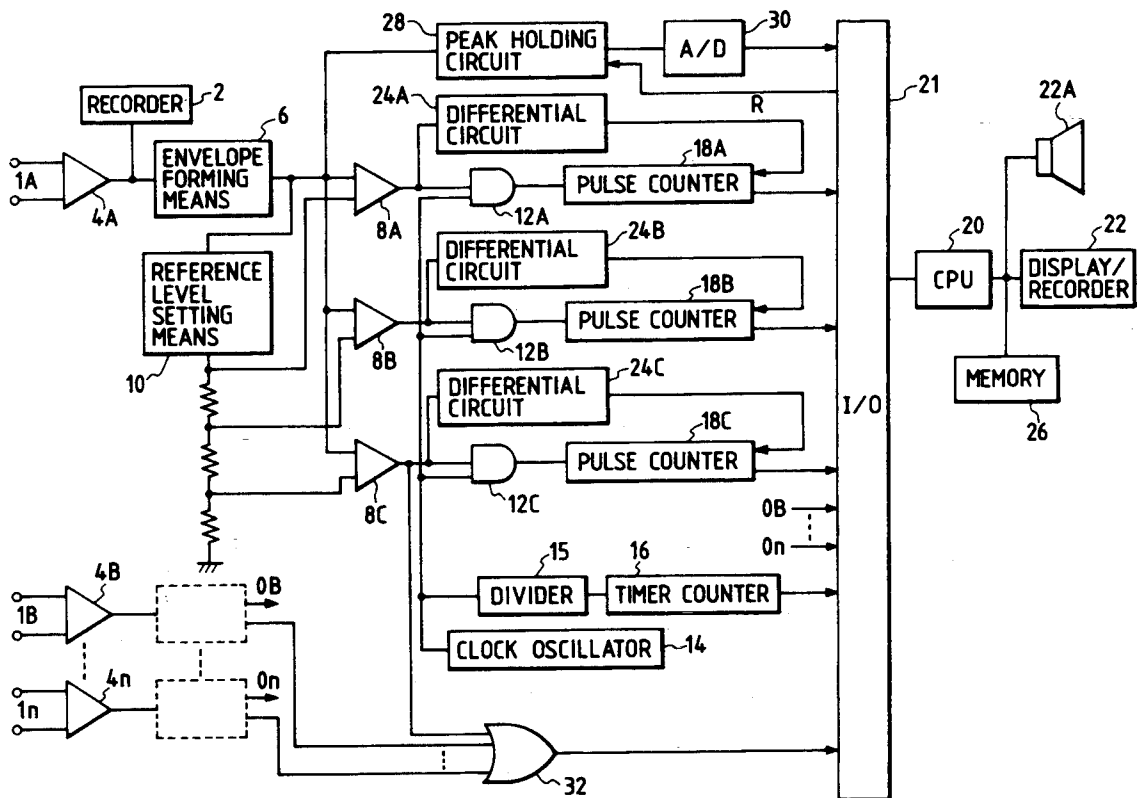 28
PEAK HOLDING
CIRCUIT
30
A/D
21
R
RECORDER
2
24A
DIFFERENTIAL
CIRCUIT
22A
6
ENVELOPE
FORMING
MEANS
1A
4A
8A
12A
18A
PULSE COUNTER
24B
DIFFERENTIAL
CIRCUIT
REFERENCE
LEVEL
SETTING
MEANS
10
8B
12B
18B
PULSE COUNTER
20
CPU
22
DISPLAY/
RECORDER
MEMORY
26
24C
DIFFERENTIAL
CIRCUIT
I/O
8C
12C
18C
PULSE COUNTER
0B
0n
15
DIVIDER
16
TIMER COUNTER
CLOCK OSCILLATOR
14
1B
4B
0B
1n
4n
0n
32